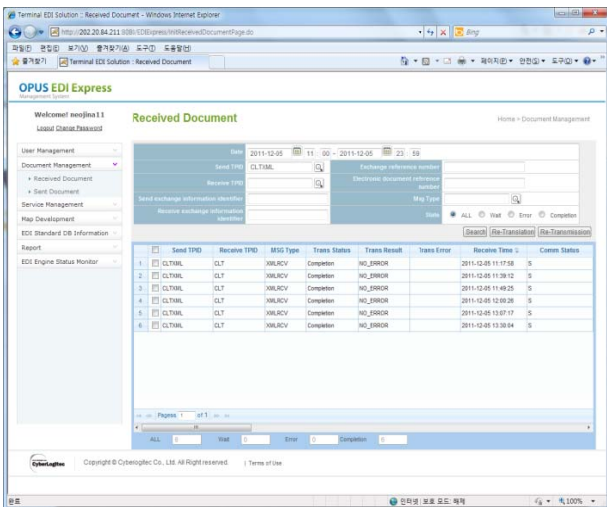 Terminal EDI Solution :: Received Document - Windows Internet Explorer
Bing
파일(F) 편집(E) 보기(V) 즐겨찾기(A) 도구(T) 도움말(H)
즐겨찾기 Terminal EDI Solution : Received Document 페이지(P) 안전(S) 도구(O)
OPUS EDI Express
Management System
Welcome! neojina11
Logout Change Password
Received Document
Home > Document Management
User Management
Document Management
Received Document
Sent Document
Service Management
Map Development
EDI Standard DB Information
Report
EDI Engine Status Monitor
Date 2011-12-05 11 : 00 - 2011-12-05 23 : 59
Send TPID CLTXML Exchange reference number
Receive TPID Electronic document reference number
Send exchange information identifier Msg Type
Receive exchange information identifier State ALL Wait Error Completion
Search Re-Translation Re-Transmission
Send TPID Receive TPID MSG Type Trans Status Trans Result Trans Error Receive Time Comm Status
1 CLTXML CLT XMLRCV Completion NO_ERROR 2011-12-05 11:17:58 S
2 CLTXML CLT XMLRCV Completion NO_ERROR 2011-12-05 11:39:12 S
3 CLTXML CLT XMLRCV Completion NO_ERROR 2011-12-05 11:49:25 S
4 CLTXML CLT XMLRCV Completion NO_ERROR 2011-12-05 12:00:26 S
5 CLTXML CLT XMLRCV Completion NO_ERROR 2011-12-05 13:07:17 S
6 CLTXML CLT XMLRCV Completion NO_ERROR 2011-12-05 13:30:04 S
Pagess 1 of 1
ALL 6 Wait 0 Error 0 Completion 6
CyberLogitec Copyright © Cyberlogitec Co., Ltd. All Right reserved. | Terms of Use
완료 인터넷 | 보호 모드: 해제 100%